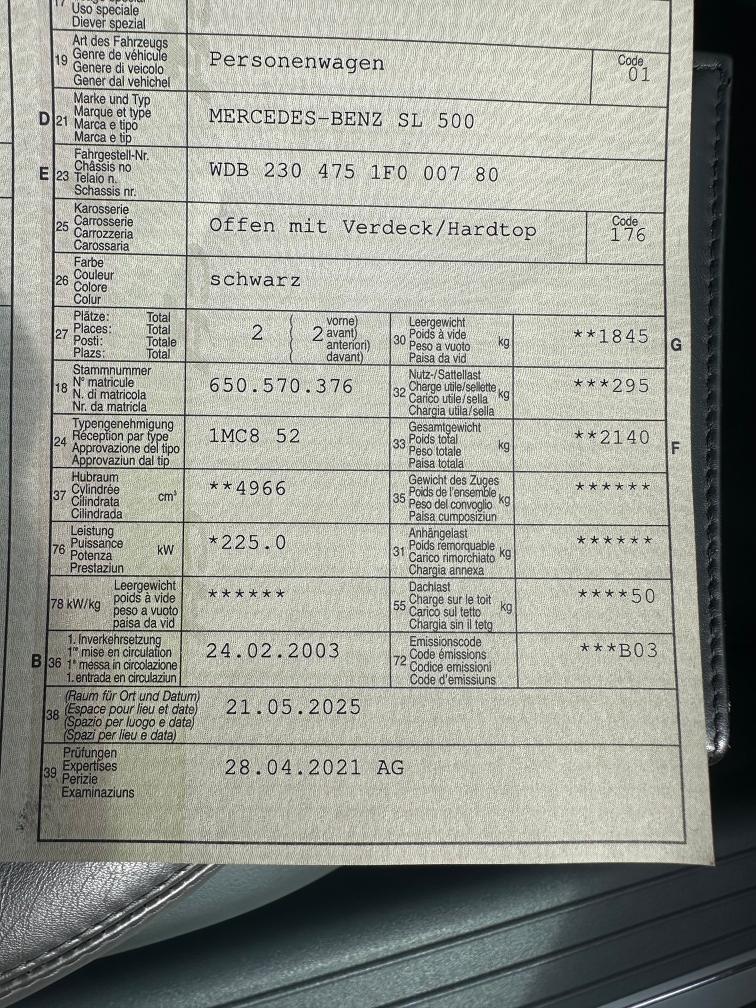 17
Uso speciale
Diever spezial
19
Art des Fahrzeugs
Genre de véhicule
Genere di veicolo
Gener dal vehichel
Personenwagen
Code
01
D
21
Marke und Typ
Marque et type
Marca e tipo
Marca e tip
MERCEDES-BENZ SL 500
E
23
Fahrgestell-Nr.
Châssis no
Telaio n.
Schassis nr.
WDB 230 475 1F0 007 80
25
Karosserie
Carrosserie
Carrozzeria
Carossaria
Offen mit Verdeck/Hardtop
Code
176
26
Farbe
Couleur
Colore
Colur
schwarz
27
Plätze: Total
Places: Total
Posti: Totale
Plazs: Total
2
2
vorne)
avant)
anteriori)
davant)
30
Leergewicht
Poids à vide
Peso a vuoto
Paisa da vid
kg
**1845
G
18
Stammnummer
N° matricule
N. di matricola
Nr. da matricla
650.570.376
32
Nutz-/Sattellast
Charge utile/sellette
Carico utile/sella
Chargia utila/sella
kg
***295
24
Typengenehmigung
Réception par type
Approvazione del tipo
Approvaziun dal tip
1MC8 52
33
Gesamtgewicht
Poids total
Peso totale
Paisa totala
kg
**2140
F
37
Hubraum
Cylindrée
Cilindrata
Cilindrada
cm³
**4966
35
Gewicht des Zuges
Poids de l'ensemble
Peso del convoglio
Paisa cumposiziun
kg
******
76
Leistung
Puissance
Potenza
Prestaziun
kW
*225.0
31
Anhängelast
Poids remorquable
Carico rimorchiato
Chargia annexa
kg
******
78 kW/kg
Leergewicht
poids à vide
peso a vuoto
paisa da vid
******
55
Dachlast
Charge sur le toit
Carico sul tetto
Chargia sin il tetg
kg
****50
B
36
1. Inverkehrsetzung
1re mise en circulation
1a messa in circolazione
1. entrada en circulaziun
24.02.2003
72
Emissionscode
Code émissions
Codice emissioni
Code d'emissiuns
***B03
38
(Raum für Ort und Datum)
(Espace pour lieu et date)
(Spazio per luogo e data)
(Spazi per lieu e data)
21.05.2025
39
Prüfungen
Expertises
Perizie
Examinaziuns
28.04.2021 AG